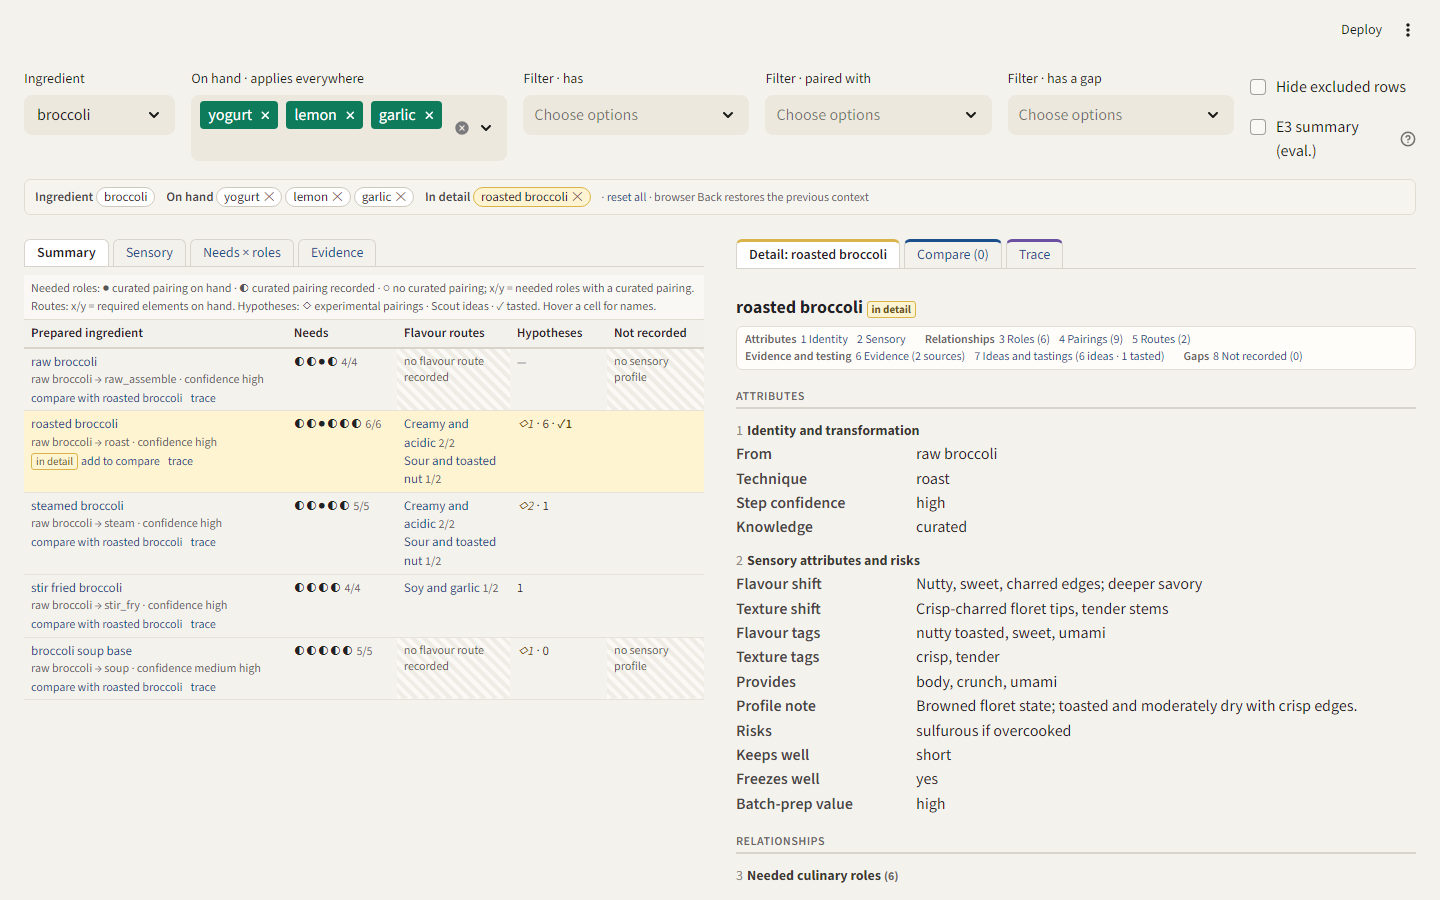 Deploy
Ingredient
On hand · applies everywhere
Filter · has
Filter · paired with
Filter · has a gap
broccoli
yogurt × lemon × garlic ×
Choose options
Choose options
Choose options
Hide excluded rows
E3 summary
(eval.)
Ingredient broccoli On hand yogurt × lemon × garlic × In detail roasted broccoli × · reset all · browser Back restores the previous context
Summary
Sensory
Needs × roles
Evidence
Needed roles: ● curated pairing on hand · ◐ curated pairing recorded · ○ no curated pairing; x/y = needed roles with a curated pairing.
Routes: x/y = required elements on hand. Hypotheses: ◇ experimental pairings · Scout ideas · ✓ tasted. Hover a cell for names.
Prepared ingredient Needs Flavour routes Hypotheses Not recorded
raw broccoli
raw broccoli → raw_assemble · confidence high
compare with roasted broccoli trace
◐◐●◐ 4/4
no flavour route
recorded
—
no sensory
profile
roasted broccoli
raw broccoli → roast · confidence high
in detail add to compare trace
◐◐●◐◐◐ 6/6
Creamy and
acidic 2/2
Sour and toasted
nut 1/2
◇1 · 6 · ✓1
steamed broccoli
raw broccoli → steam · confidence high
compare with roasted broccoli trace
◐◐●◐◐ 5/5
Creamy and
acidic 2/2
Sour and toasted
nut 1/2
◇2 · 1
stir fried broccoli
raw broccoli → stir_fry · confidence high
compare with roasted broccoli trace
◐◐◐◐ 4/4
Soy and garlic 1/2
1
broccoli soup base
raw broccoli → soup · confidence medium high
compare with roasted broccoli trace
◐◐◐◐◐ 5/5
no flavour route
recorded
◇1 · 0
no sensory
profile
Detail: roasted broccoli
Compare (0)
Trace
roasted broccoli in detail
Attributes 1 Identity 2 Sensory Relationships 3 Roles (6) 4 Pairings (9) 5 Routes (2)
Evidence and testing 6 Evidence (2 sources) 7 Ideas and tastings (6 ideas · 1 tasted) Gaps 8 Not recorded (0)
ATTRIBUTES
1 Identity and transformation
From raw broccoli
Technique roast
Step confidence high
Knowledge curated
2 Sensory attributes and risks
Flavour shift Nutty, sweet, charred edges; deeper savory
Texture shift Crisp-charred floret tips, tender stems
Flavour tags nutty toasted, sweet, umami
Texture tags crisp, tender
Provides body, crunch, umami
Profile note Browned floret state; toasted and moderately dry with crisp edges.
Risks sulfurous if overcooked
Keeps well short
Freezes well yes
Batch-prep value high
RELATIONSHIPS
3 Needed culinary roles (6)